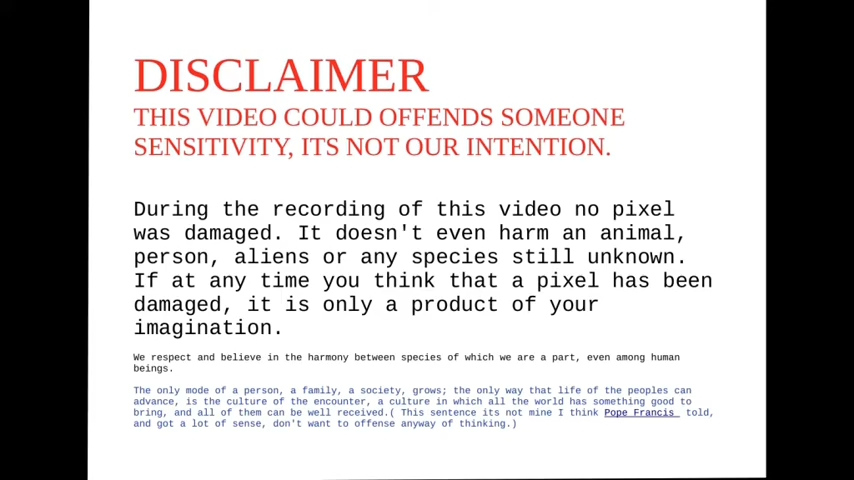 DISCLAIMER
THIS VIDEO COULD OFFENDS SOMEONE
SENSITIVITY, ITS NOT OUR INTENTION.
During the recording of this video no pixel
was damaged. It doesn't even harm an animal,
person, aliens or any species still unknown.
If at any time you think that a pixel has been
damaged, it is only a product of your
imagination.
We respect and believe in the harmony between species of which we are a part, even among human
beings.
The only mode of a person, a family, a society, grows; the only way that life of the peoples can
advance, is the culture of the encounter, a culture in which all the world has something good to
bring, and all of them can be well received.( This sentence its not mine I think Pope Francis  told,
and got a lot of sense, don't want to offense anyway of thinking.)